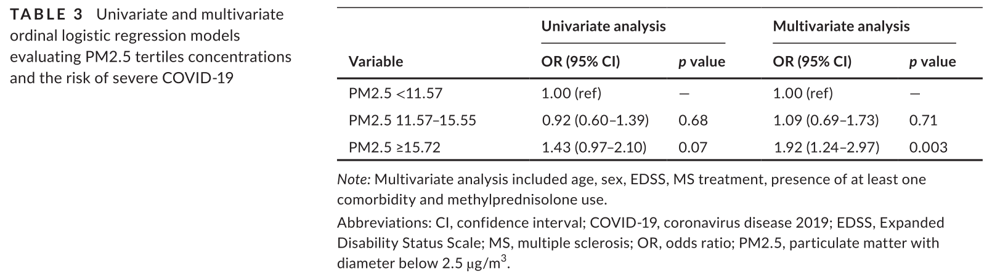 TABLE 3 Univariate and multivariate
ordinal logistic regression models
evaluating PM2.5 tertiles concentrations
and the risk of severe COVID-19
Univariate analysis Multivariate analysis
Variable OR (95% CI) p value OR (95% CI) p value
PM2.5 <11.57 1.00 (ref) — 1.00 (ref) —
PM2.5 11.57–15.55 0.92 (0.60–1.39) 0.68 1.09 (0.69–1.73) 0.71
PM2.5 ≥15.72 1.43 (0.97–2.10) 0.07 1.92 (1.24–2.97) 0.003
Note: Multivariate analysis included age, sex, EDSS, MS treatment, presence of at least one
comorbidity and methylprednisolone use.
Abbreviations: CI, confidence interval; COVID-19, coronavirus disease 2019; EDSS, Expanded
Disability Status Scale; MS, multiple sclerosis; OR, odds ratio; PM2.5, particulate matter with
diameter below 2.5 μg/m³.